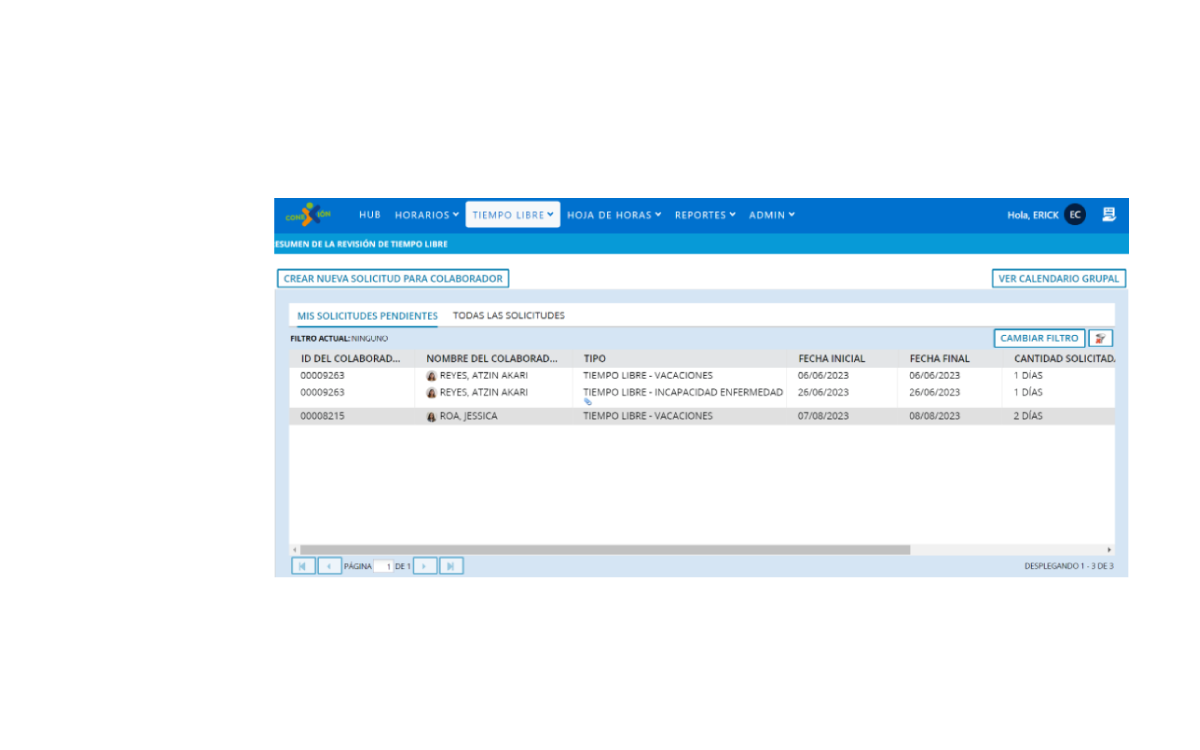 CONEXIÓN HUB HORARIOS TIEMPO LIBRE HOJA DE HORAS REPORTES ADMIN Hola, ERICK EC
ESUMEN DE LA REVISIÓN DE TIEMPO LIBRE
CREAR NUEVA SOLICITUD PARA COLABORADOR VER CALENDARIO GRUPAL
MIS SOLICITUDES PENDIENTES TODAS LAS SOLICITUDES
FILTRO ACTUAL: NINGUNO CAMBIAR FILTRO
ID DEL COLABORAD... NOMBRE DEL COLABORAD... TIPO FECHA INICIAL FECHA FINAL CANTIDAD SOLICITAD.
00009263 REYES, ATZIN AKARI TIEMPO LIBRE - VACACIONES 06/06/2023 06/06/2023 1 DÍAS
00009263 REYES, ATZIN AKARI TIEMPO LIBRE - INCAPACIDAD ENFERMEDAD 26/06/2023 26/06/2023 1 DÍAS
00008215 ROA, JESSICA TIEMPO LIBRE - VACACIONES 07/08/2023 08/08/2023 2 DÍAS
PÁGINA 1 DE 1 DESPLEGANDO 1 - 3 DE 3